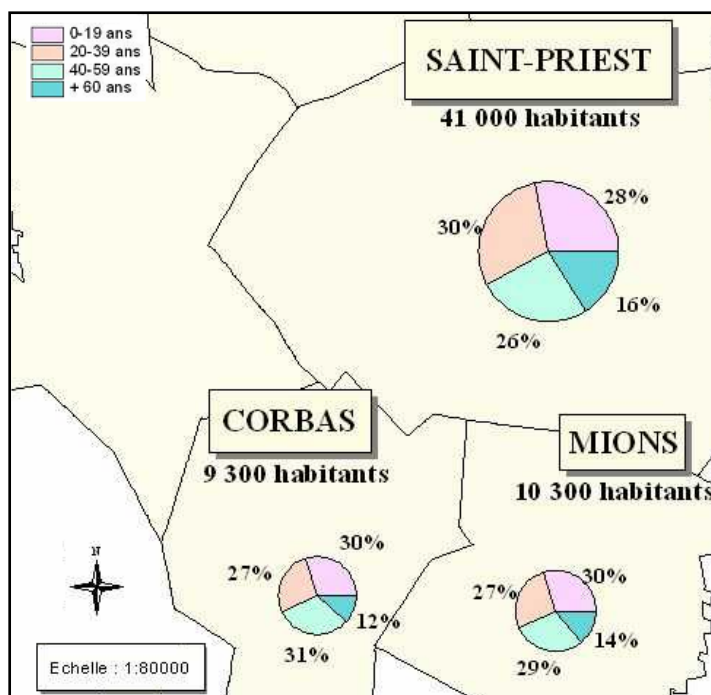 0-19 ans
20-39 ans
40-59 ans
+ 60 ans
SAINT-PRIEST
41 000 habitants
28%
30%
16%
26%
CORBAS
9 300 habitants
MIONS
10 300 habitants
30%
27%
12%
31%
30%
27%
14%
29%
N
Echelle : 1:80000